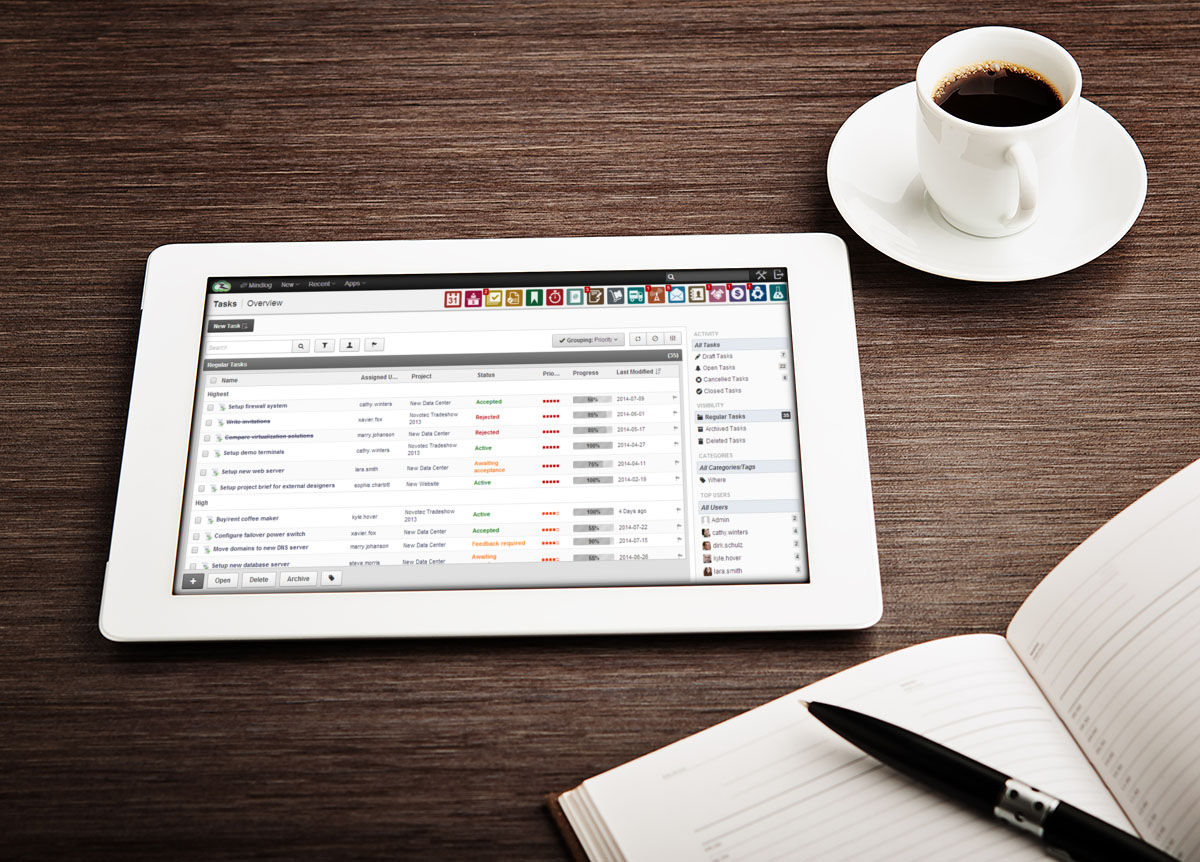 Mindlog New Recent Apps
Tasks Overview
31
New Task
Search
Grouping: Priority
Regular Tasks (35)
Name Assigned U... Project Status Prio... Progress Last Modified
Highest
Setup firewall system cathy.winters New Data Center Accepted 2014-07-09
Write invitations xavier.fox Novotec Tradeshow 2013 Rejected 2014-06-01
Compare virtualization solutions merry.johanson New Data Center Rejected 2014-05-17
Setup demo terminals cathy.winters Novotec Tradeshow 2013 Active 100% 2014-04-27
Setup new web server lara.smith New Data Center Awaiting acceptance 75% 2014-04-11
Setup project brief for external designers sophie.charlott New Website Active 100% 2014-02-19
High
Buy/rent coffee maker kyle.hover Novotec Tradeshow 2013 Active 100% 4 Days ago
Configure failover power switch xavier.fox New Data Center Accepted 55% 2014-07-22
Move domains to new DNS server merry.johanson New Data Center Feedback required 90% 2014-07-15
Setup new database server steve.morris New Data Center Awaiting 55% 2014-06-26
Open Delete Archive
ACTIVITY
All Tasks
Draft Tasks 7
Open Tasks 22
Cancelled Tasks
Closed Tasks
VISIBILITY
Regular Tasks 35
Archived Tasks
Deleted Tasks
CATEGORIES
All Categories/Tags
Where
TOP USERS
All Users
Admin 2
cathy.winters
dirk.schulz
kyle.hover
lara.smith 3